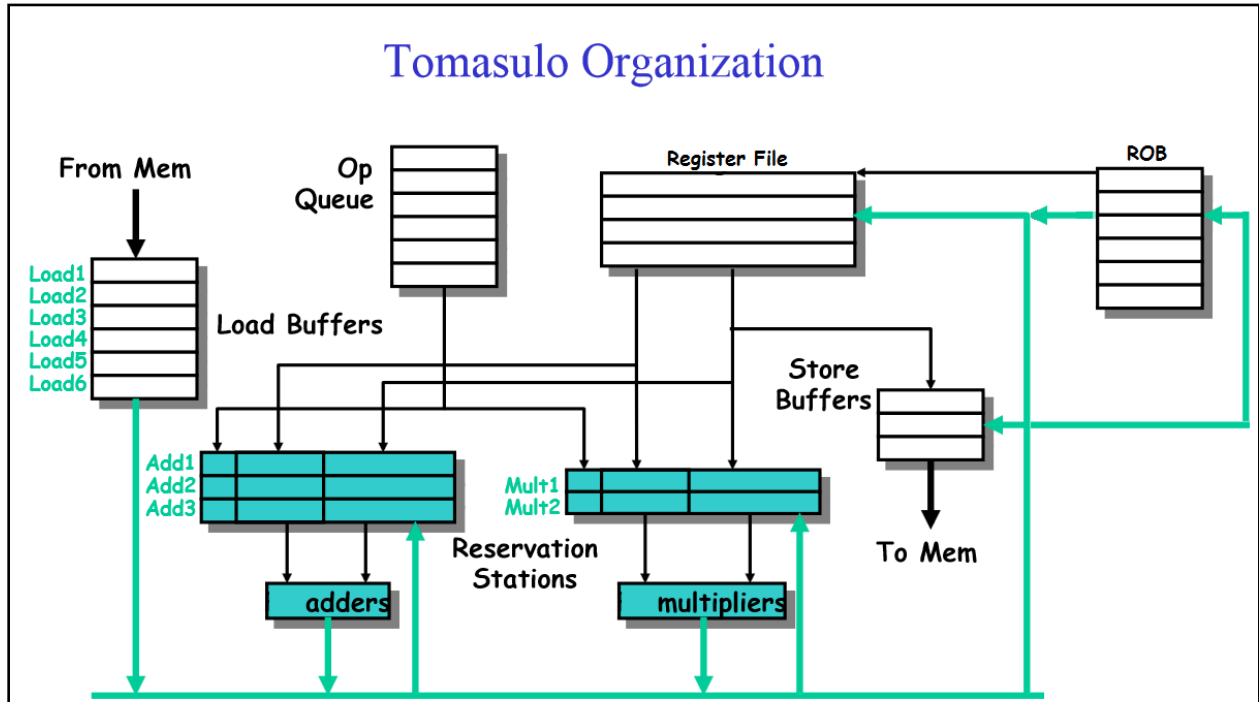 Tomasulo Organization
From Mem
Op
Queue
Register File
ROB
Load1
Load2
Load3
Load4
Load5
Load6
Load Buffers
Store
Buffers
Add1
Add2
Add3
Mult1
Mult2
Reservation
Stations
To Mem
adders
multipliers